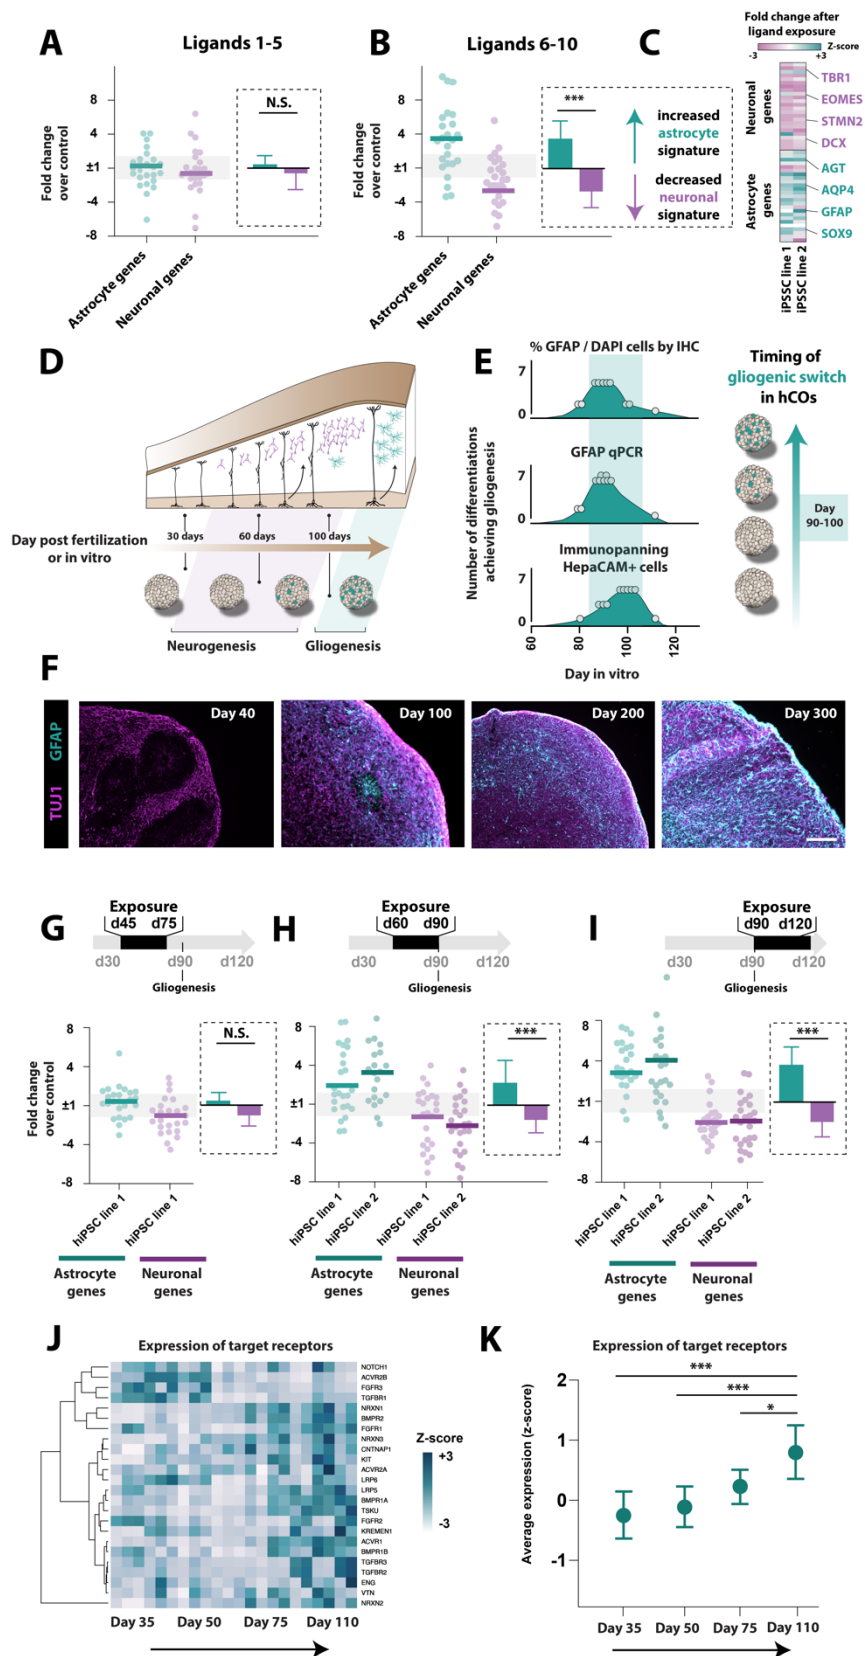 A
Ligands 1-5
Fold change
over control
8
4
±1
-4
-8
N.S.
Astrocyte genes
Neuronal genes
B
Ligands 6-10
Fold change
over control
8
4
±1
-4
-8
***
increased
astrocyte
signature
decreased
neuronal
signature
Astrocyte genes
Neuronal genes
C
Fold change after
ligand exposure
Z-score
-3
+3
Neuronal
genes
Astrocyte
genes
TBR1
EOMES
STMN2
DCX
AGT
AQP4
GFAP
SOX9
iPSSC line 1
iPSSC line 2
D
Day post fertilization
or in vitro
30 days
60 days
100 days
Neurogenesis
Gliogenesis
E
% GFAP / DAPI cells by IHC
7
0
GFAP qPCR
7
0
Immunopanning
HepaCAM+ cells
7
0
Number of differentiations
achieving gliogenesis
60
80
100
120
Day in vitro
Timing of
gliogenic switch
in hCOs
Day
90-100
F
TUJ1 GFAP
Day 40
Day 100
Day 200
Day 300
G
Exposure
d45 d75
d30
d90
d120
Gliogenesis
Fold change
over control
8
4
±1
-4
-8
N.S.
hiPSC line 1
hiPSC line 1
Astrocyte
genes
Neuronal
genes
H
Exposure
d60 d90
d30
d90
d120
Gliogenesis
8
4
±1
-4
-8
***
hiPSC line 1
hiPSC line 2
hiPSC line 1
hiPSC line 2
Astrocyte
genes
Neuronal
genes
I
Exposure
d90 d120
d30
d90
d120
Gliogenesis
8
4
±1
-4
-8
***
hiPSC line 1
hiPSC line 2
hiPSC line 1
hiPSC line 2
Astrocyte
genes
Neuronal
genes
J
Expression of target receptors
NOTCH1
ACVR2B
FGFR3
TGFBR1
NRXN1
BMPR2
FGFR1
NRXN3
CNTNAP1
KIT
ACVR2A
LRP6
LRP5
BMPR1A
TSKU
FGFR2
KREMEN1
ACVR1
BMPR1B
TGFBR3
TGFBR2
ENG
VTN
NRXN2
Z-score
+3
-3
Day 35
Day 50
Day 75
Day 110
K
Expression of target receptors
Average expression (z-score)
2
1
0
-1
***
***
*
Day 35
Day 50
Day 75
Day 110